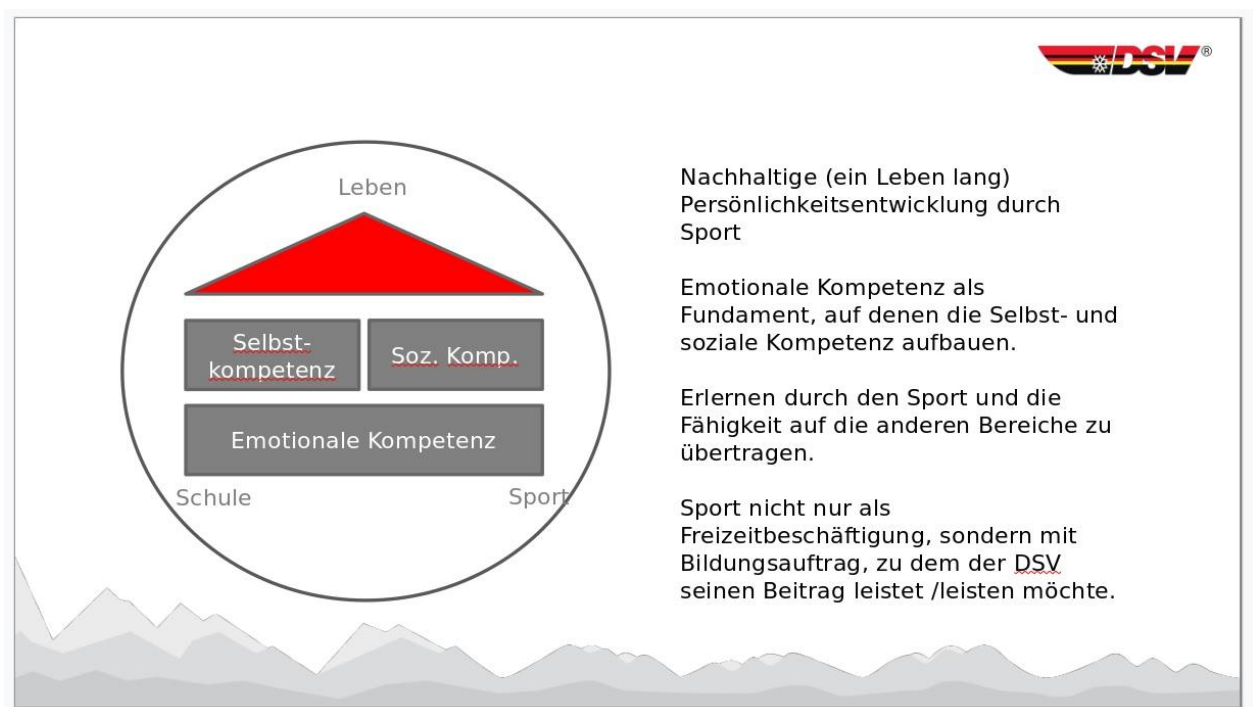 DSV®
Leben
Selbst-
kompetenz
Soz. Komp.
Emotionale Kompetenz
Schule
Sport
Nachhaltige (ein Leben lang)
Persönlichkeitsentwicklung durch
Sport
Emotionale Kompetenz als
Fundament, auf denen die Selbst- und
soziale Kompetenz aufbauen.
Erlernen durch den Sport und die
Fähigkeit auf die anderen Bereiche zu
übertragen.
Sport nicht nur als
Freizeitbeschäftigung, sondern mit
Bildungsauftrag, zu dem der DSV
seinen Beitrag leistet /leisten möchte.